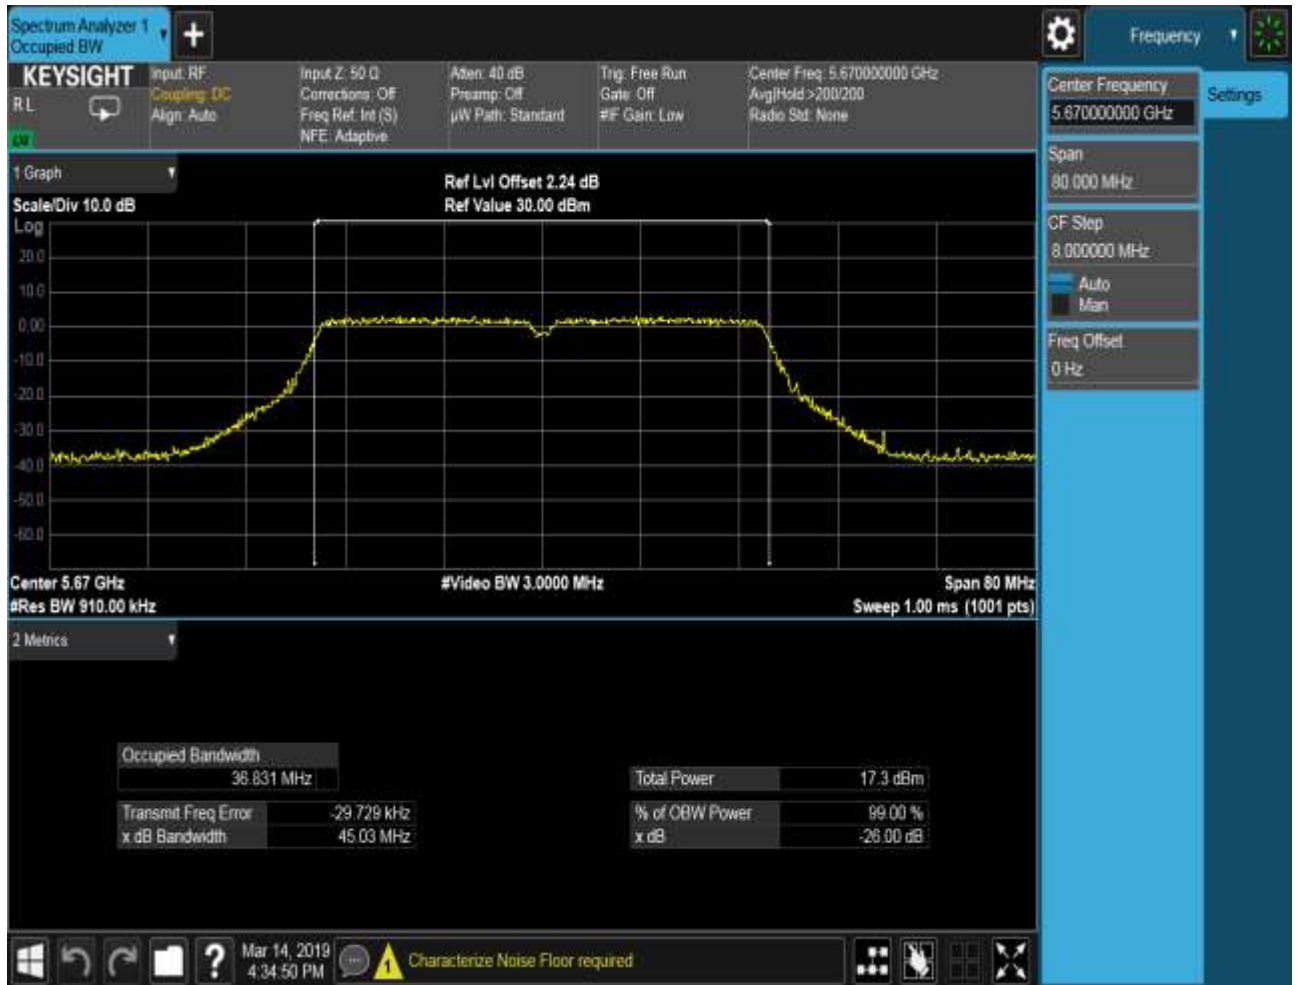 Spectrum Analyzer 1
Occupied BW
Frequency
KEYSIGHT
R L
Input: RF
Coupling: DC
Align: Auto
Input Z: 50 Ω
Corrections: Off
Freq Ref: Int (S)
NFE: Adaptive
Atten: 40 dB
Preamp: Off
µW Path: Standard
Trig: Free Run
Gate: Off
#IF Gain: Low
Center Freq: 5.670000000 GHz
Avg|Hold:>200/200
Radio Std: None
Center Frequency
5.670000000 GHz
Settings
Span
80.000 MHz
CF Step
8.000000 MHz
Auto
Man
Freq Offset
0 Hz
1 Graph
Scale/Div 10.0 dB
Ref Lvl Offset 2.24 dB
Ref Value 30.00 dBm
Log
20.0
10.0
0.00
-10.0
-20.0
-30.0
-40.0
-50.0
-60.0
Center 5.67 GHz
#Video BW 3.0000 MHz
Span 80 MHz
#Res BW 910.00 kHz
Sweep 1.00 ms (1001 pts)
2 Metrics
Occupied Bandwidth
36.831 MHz
Total Power 17.3 dBm
Transmit Freq Error -29.729 kHz
% of OBW Power 99.00 %
x dB Bandwidth 45.03 MHz
x dB -26.00 dB
?
Mar 14, 2019
4:34:50 PM
1
Characterize Noise Floor required